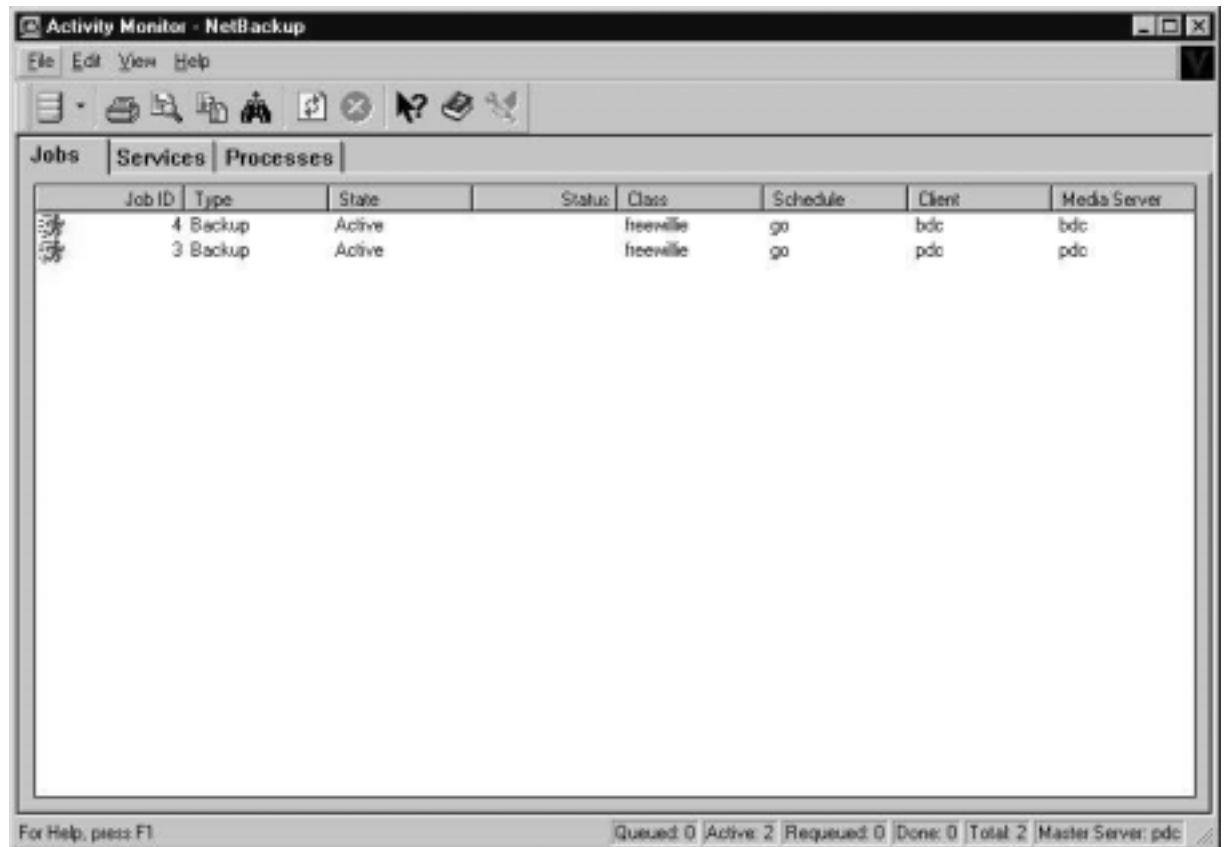 Activity Monitor - NetBackup
File Edit View Help
Jobs Services Processes
Job ID Type State Status Class Schedule Client Media Server
4 Backup Active freewillie go bdc bdc
3 Backup Active freewillie go pdc pdc
For Help, press F1 Queued: 0 Active: 2 Requeued: 0 Done: 0 Total: 2 Master Server: pdc